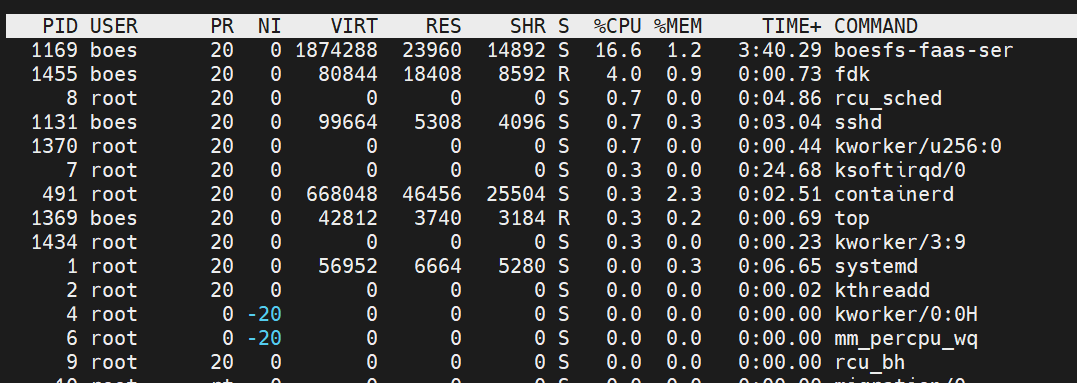 PID USER PR NI VIRT RES SHR S %CPU %MEM TIME+ COMMAND
1169 boes 20 0 1874288 23960 14892 S 16.6 1.2 3:40.29 boesfs-faas-ser
1455 boes 20 0 80844 18408 8592 R 4.0 0.9 0:00.73 fdk
8 root 20 0 0 0 0 S 0.7 0.0 0:04.86 rcu_sched
1131 boes 20 0 99664 5308 4096 S 0.7 0.3 0:03.04 sshd
1370 root 20 0 0 0 0 S 0.7 0.0 0:00.44 kworker/u256:0
7 root 20 0 0 0 0 S 0.3 0.0 0:24.68 ksoftirqd/0
491 root 20 0 668048 46456 25504 S 0.3 2.3 0:02.51 containerd
1369 boes 20 0 42812 3740 3184 R 0.3 0.2 0:00.69 top
1434 root 20 0 0 0 0 S 0.3 0.0 0:00.23 kworker/3:9
1 root 20 0 56952 6664 5280 S 0.0 0.3 0:06.65 systemd
2 root 20 0 0 0 0 S 0.0 0.0 0:00.02 kthreadd
4 root 0 -20 0 0 0 S 0.0 0.0 0:00.00 kworker/0:0H
6 root 0 -20 0 0 0 S 0.0 0.0 0:00.00 mm_percpu_wq
9 root 20 0 0 0 0 S 0.0 0.0 0:00.00 rcu_bh